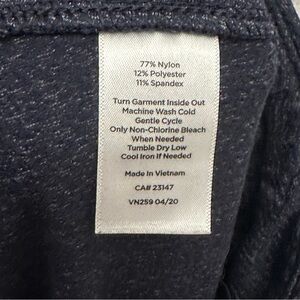 77% Nylon
12% Polyester
11% Spandex
Turn Garment Inside Out
Machine Wash Cold
Gentle Cycle
Only Non-Chlorine Bleach
When Needed
Tumble Dry Low
Cool Iron if Needed
Made in Vietnam
CA# 23147
VN259 04/20